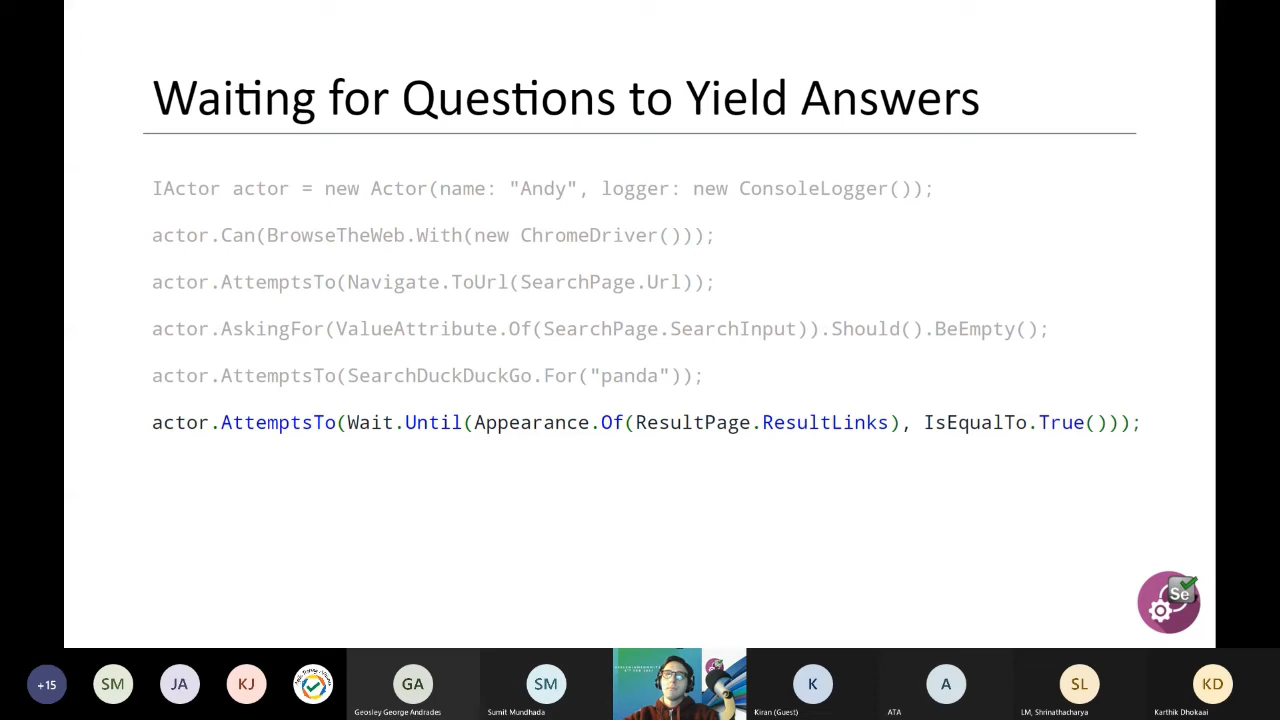 Waiting for Questions to Yield Answers
IActor actor = new Actor(name: "Andy", logger: new ConsoleLogger());
actor.Can(BrowseTheWeb.With(new ChromeDriver()));
actor.AttemptsTo(Navigate.ToUrl(SearchPage.Url));
actor.AskingFor(ValueAttribute.Of(SearchPage.SearchInput)).Should().BeEmpty();
actor.AttemptsTo(SearchDuckDuckGo.For("panda"));
actor.AttemptsTo(Wait.Until(Appearance.Of(ResultPage.ResultLinks), IsEqualTo.True()));
Se
+15
SM
JA
KJ
GA
Geosley George Andrades
SM
Sumit Mundhada
K
Kiran (Guest)
A
ATA
SL
LM, Shrinathacharya
KD
Karthik Dhokaai